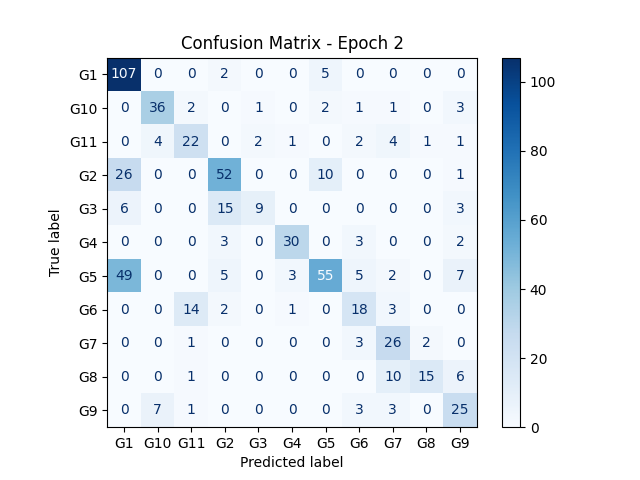 Confusion Matrix - Epoch 2
G1 107 0 0 2 0 0 5 0 0 0 0
G10 0 36 2 0 1 0 2 1 1 0 3
G11 0 4 22 0 2 1 0 2 4 1 1
G2 26 0 0 52 0 0 10 0 0 0 1
G3 6 0 0 15 9 0 0 0 0 0 3
G4 0 0 0 3 0 30 0 3 0 0 2
G5 49 0 0 5 0 3 55 5 2 0 7
G6 0 0 14 2 0 1 0 18 3 0 0
G7 0 0 1 0 0 0 0 3 26 2 0
G8 0 0 1 0 0 0 0 0 10 15 6
G9 0 7 1 0 0 0 0 3 3 0 25
G1 G10 G11 G2 G3 G4 G5 G6 G7 G8 G9
Predicted label
True label
100
80
60
40
20
0